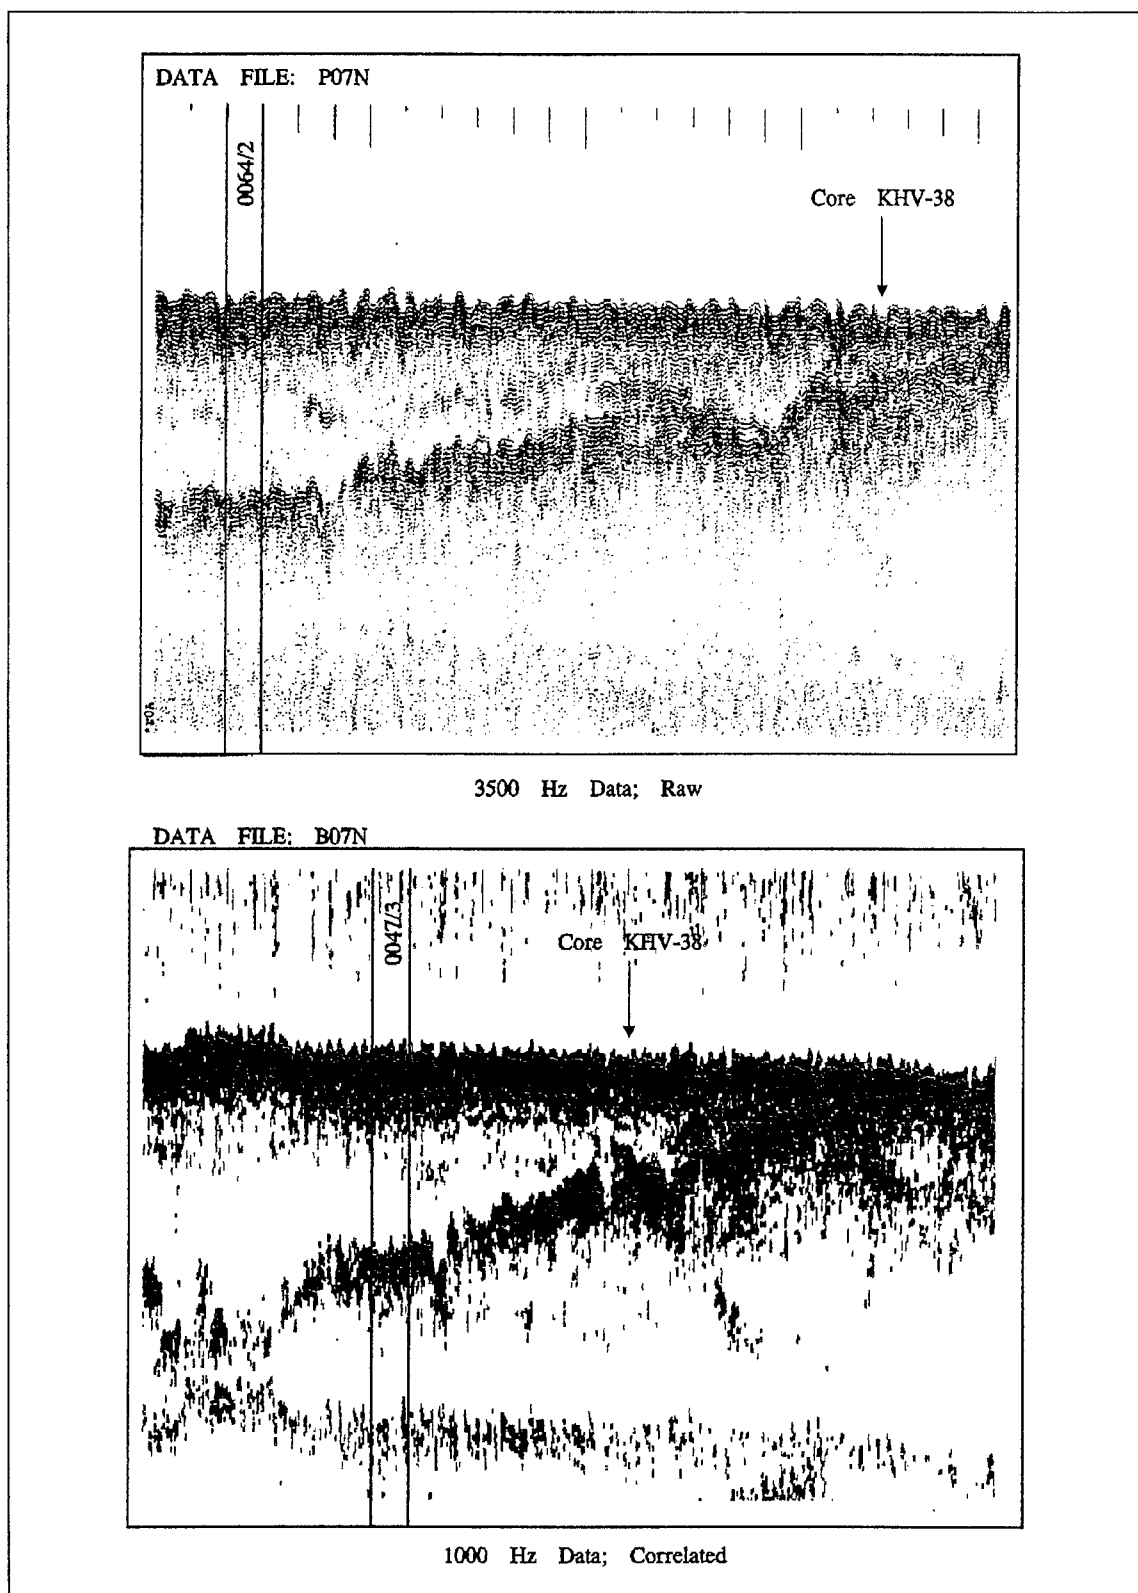 DATA FILE: P07N
0064/2
Core KHV-38
3500 Hz Data; Raw
DATA FILE: B07N
0047/3
Core KHV-38
1000 Hz Data; Correlated